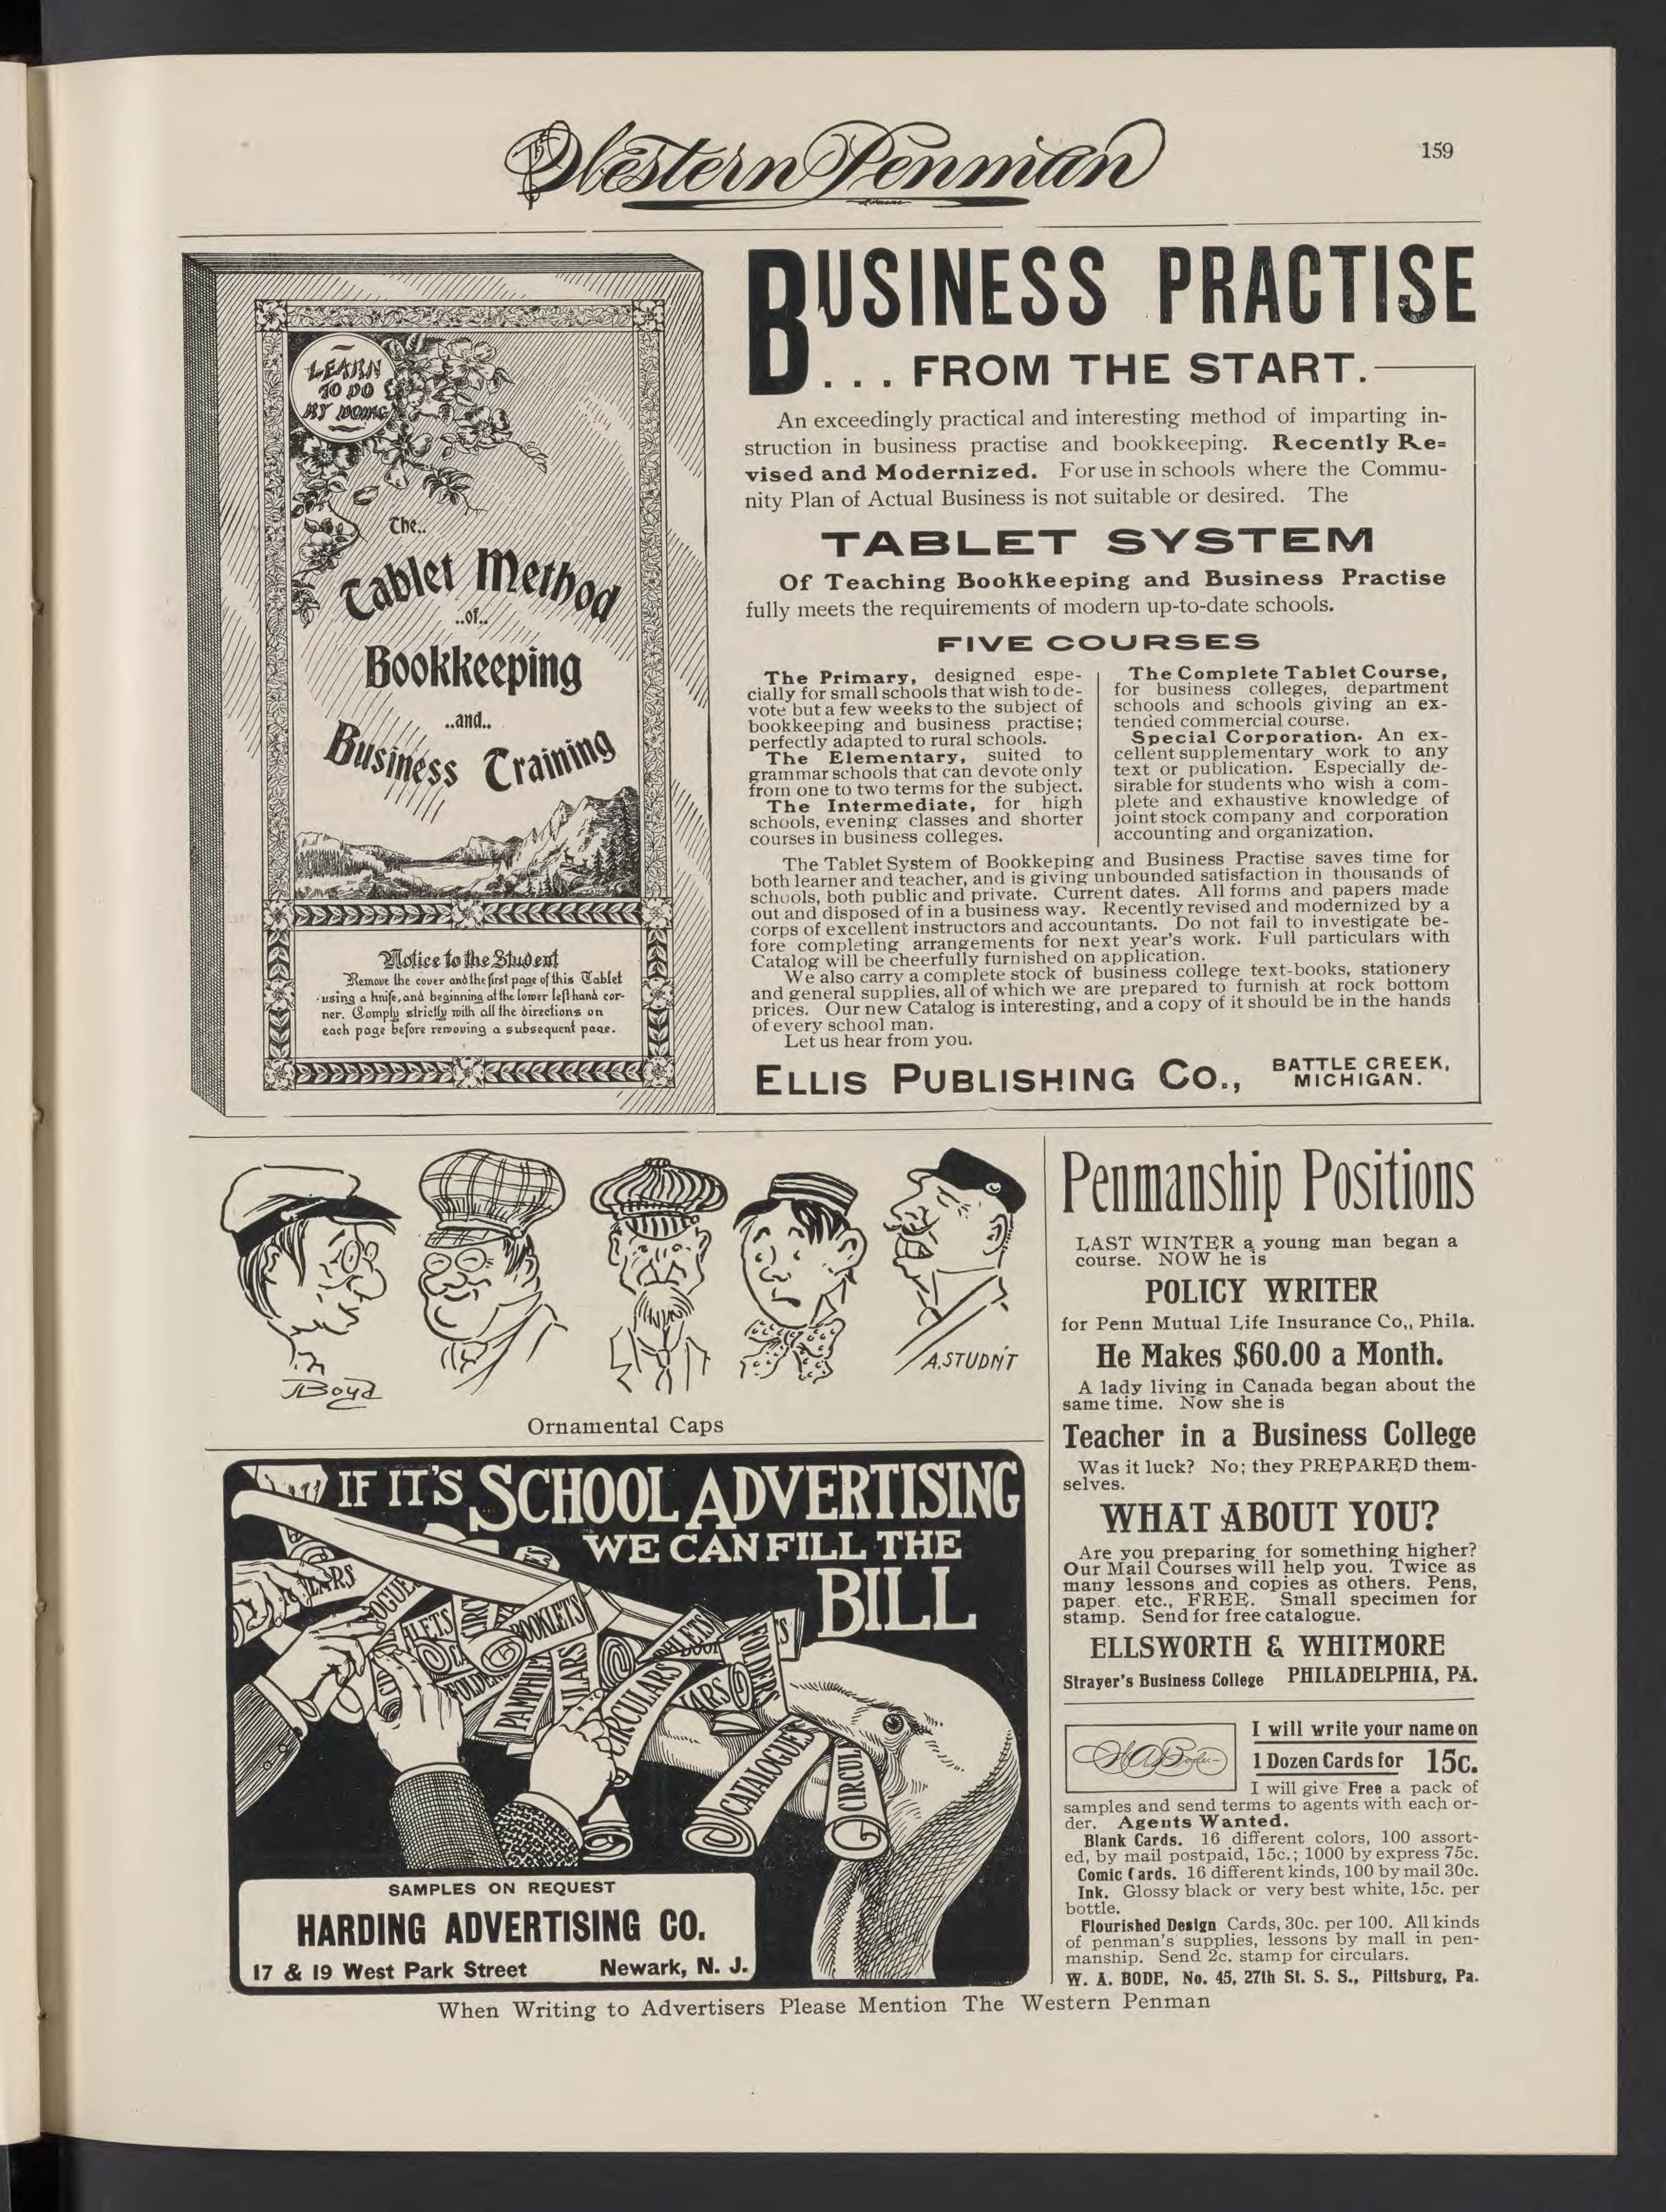 Western Penman
159
LEARN
TO DO
BY DOING
The..
Tablet Method
..of..
Bookkeeping
..and..
Business Training
Notice to the Student
Remove the cover and the first page of this Tablet
using a knife, and beginning at the lower left hand cor-
ner. Comply strictly with all the directions on
each page before removing a subsequent page.
BUSINESS PRACTISE
... FROM THE START.
An exceedingly practical and interesting method of imparting in-
struction in business practise and bookkeeping. Recently Re-
vised and Modernized. For use in schools where the Commu-
nity Plan of Actual Business is not suitable or desired. The
TABLET SYSTEM
Of Teaching Bookkeeping and Business Practise
fully meets the requirements of modern up-to-date schools.
FIVE COURSES
The Primary, designed espe-
cially for small schools that wish to de-
vote but a few weeks to the subject of
bookkeeping and business practise;
perfectly adapted to rural schools.
The Elementary, suited to
grammar schools that can devote only
from one to two terms for the subject.
The Intermediate, for high
schools, evening classes and shorter
courses in business colleges.
The Complete Tablet Course,
for business colleges, department
schools and schools giving an ex-
tended commercial course.
Special Corporation. An ex-
cellent supplementary work to any
text or publication. Especially de-
sirable for students who wish a com-
plete and exhaustive knowledge of
joint stock company and corporation
accounting and organization.
The Tablet System of Bookkeping and Business Practise saves time for
both learner and teacher, and is giving unbounded satisfaction in thousands of
schools, both public and private. Current dates. All forms and papers made
out and disposed of in a business way. Recently revised and modernized by a
corps of excellent instructors and accountants. Do not fail to investigate be-
fore completing arrangements for next year's work. Full particulars with
Catalog will be cheerfully furnished on application.
We also carry a complete stock of business college text-books, stationery
and general supplies, all of which we are prepared to furnish at rock bottom
prices. Our new Catalog is interesting, and a copy of it should be in the hands
of every school man.
Let us hear from you.
ELLIS PUBLISHING CO.,
BATTLE CREEK,
MICHIGAN.
Boyd
A. STUDN'T
Ornamental Caps
IF IT'S SCHOOL ADVERTISING
WE CAN FILL THE
BILL
BOOKLETS
PAMPHLE
CIRCULARS
CATALOGUES
CIRCUL
SAMPLES ON REQUEST
HARDING ADVERTISING CO.
17 & 19 West Park Street Newark, N. J.
Penmanship Positions
LAST WINTER a young man began a
course. NOW he is
POLICY WRITER
for Penn Mutual Life Insurance Co., Phila.
He Makes $60.00 a Month.
A lady living in Canada began about the
same time. Now she is
Teacher in a Business College
Was it luck? No; they PREPARED them-
selves.
WHAT ABOUT YOU?
Are you preparing for something higher?
Our Mail Courses will help you. Twice as
many lessons and copies as others. Pens,
paper etc., FREE. Small specimen for
stamp. Send for free catalogue.
ELLSWORTH & WHITMORE
Strayer's Business College PHILADELPHIA, PA.
W A Bode
I will write your name on
1 Dozen Cards for 15c.
I will give Free a pack of
samples and send terms to agents with each or-
der. Agents Wanted.
Blank Cards. 16 different colors, 100 assort-
ed, by mail postpaid, 15c.; 1000 by express 75c.
Comic Cards. 16 different kinds, 100 by mail 30c.
Ink. Glossy black or very best white, 15c. per
bottle.
Flourished Design Cards, 30c. per 100. All kinds
of penman's supplies, lessons by mail in pen-
manship. Send 2c. stamp for circulars.
W. A. BODE, No. 45, 27th St. S. S., Pittsburg, Pa.
When Writing to Advertisers Please Mention The Western Penman